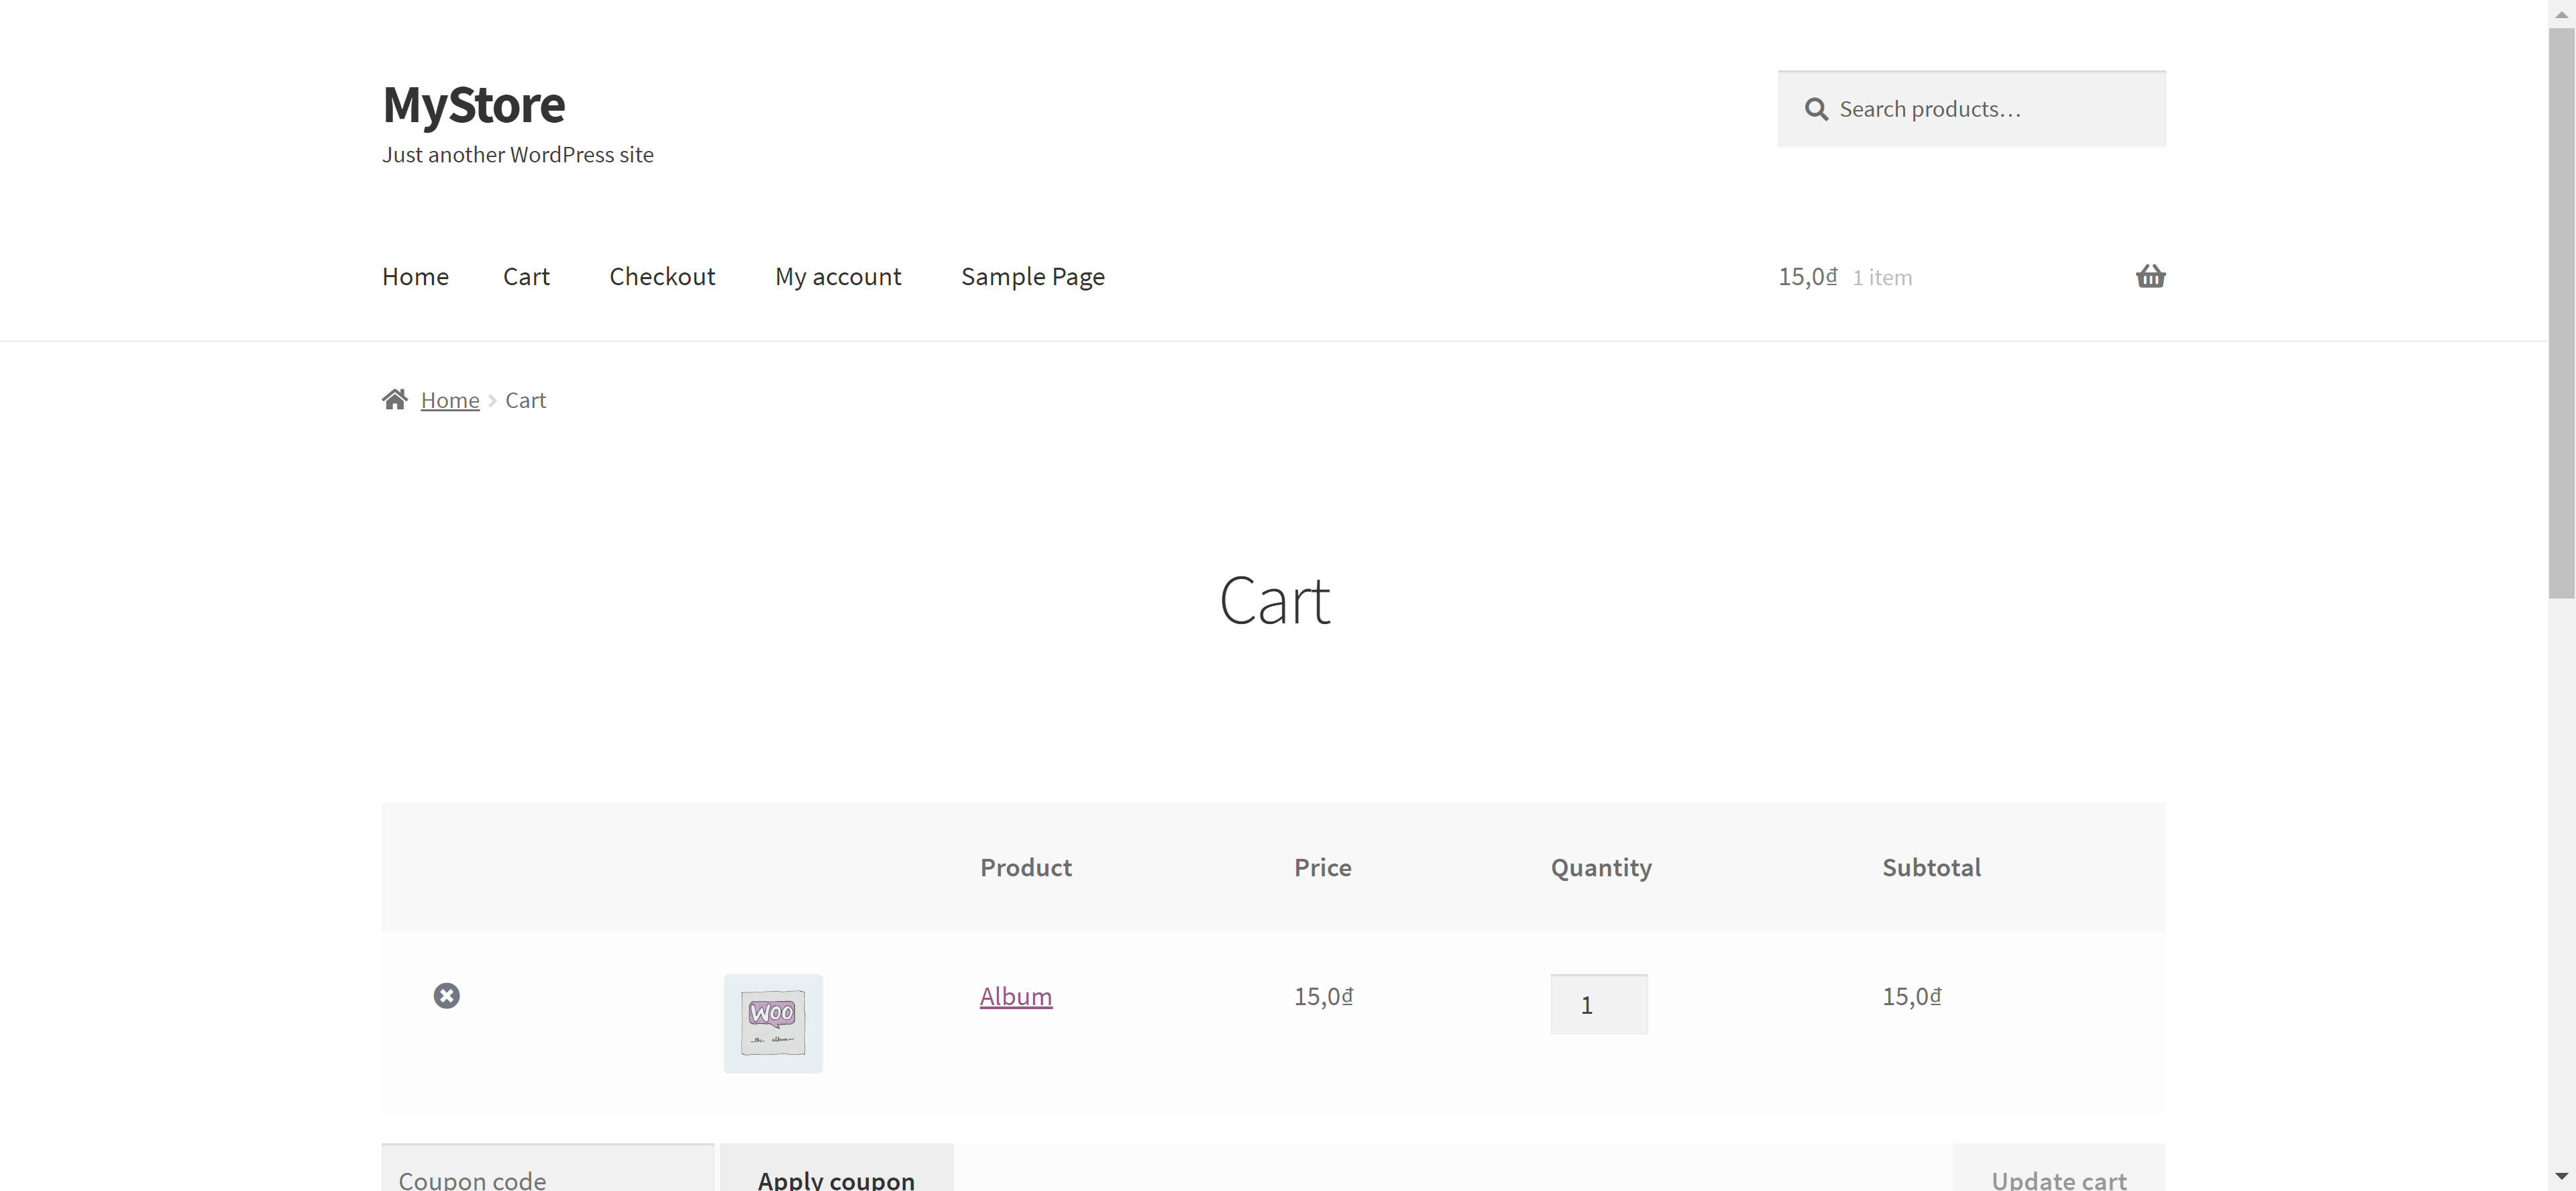 MyStore
Just another WordPress site
Search products…
Home Cart Checkout My account Sample Page 15,0₫ 1 item
Home Cart
Cart
Product Price Quantity Subtotal
WOO
the album
Album 15,0₫ 1 15,0₫
Coupon code Apply coupon Update cart